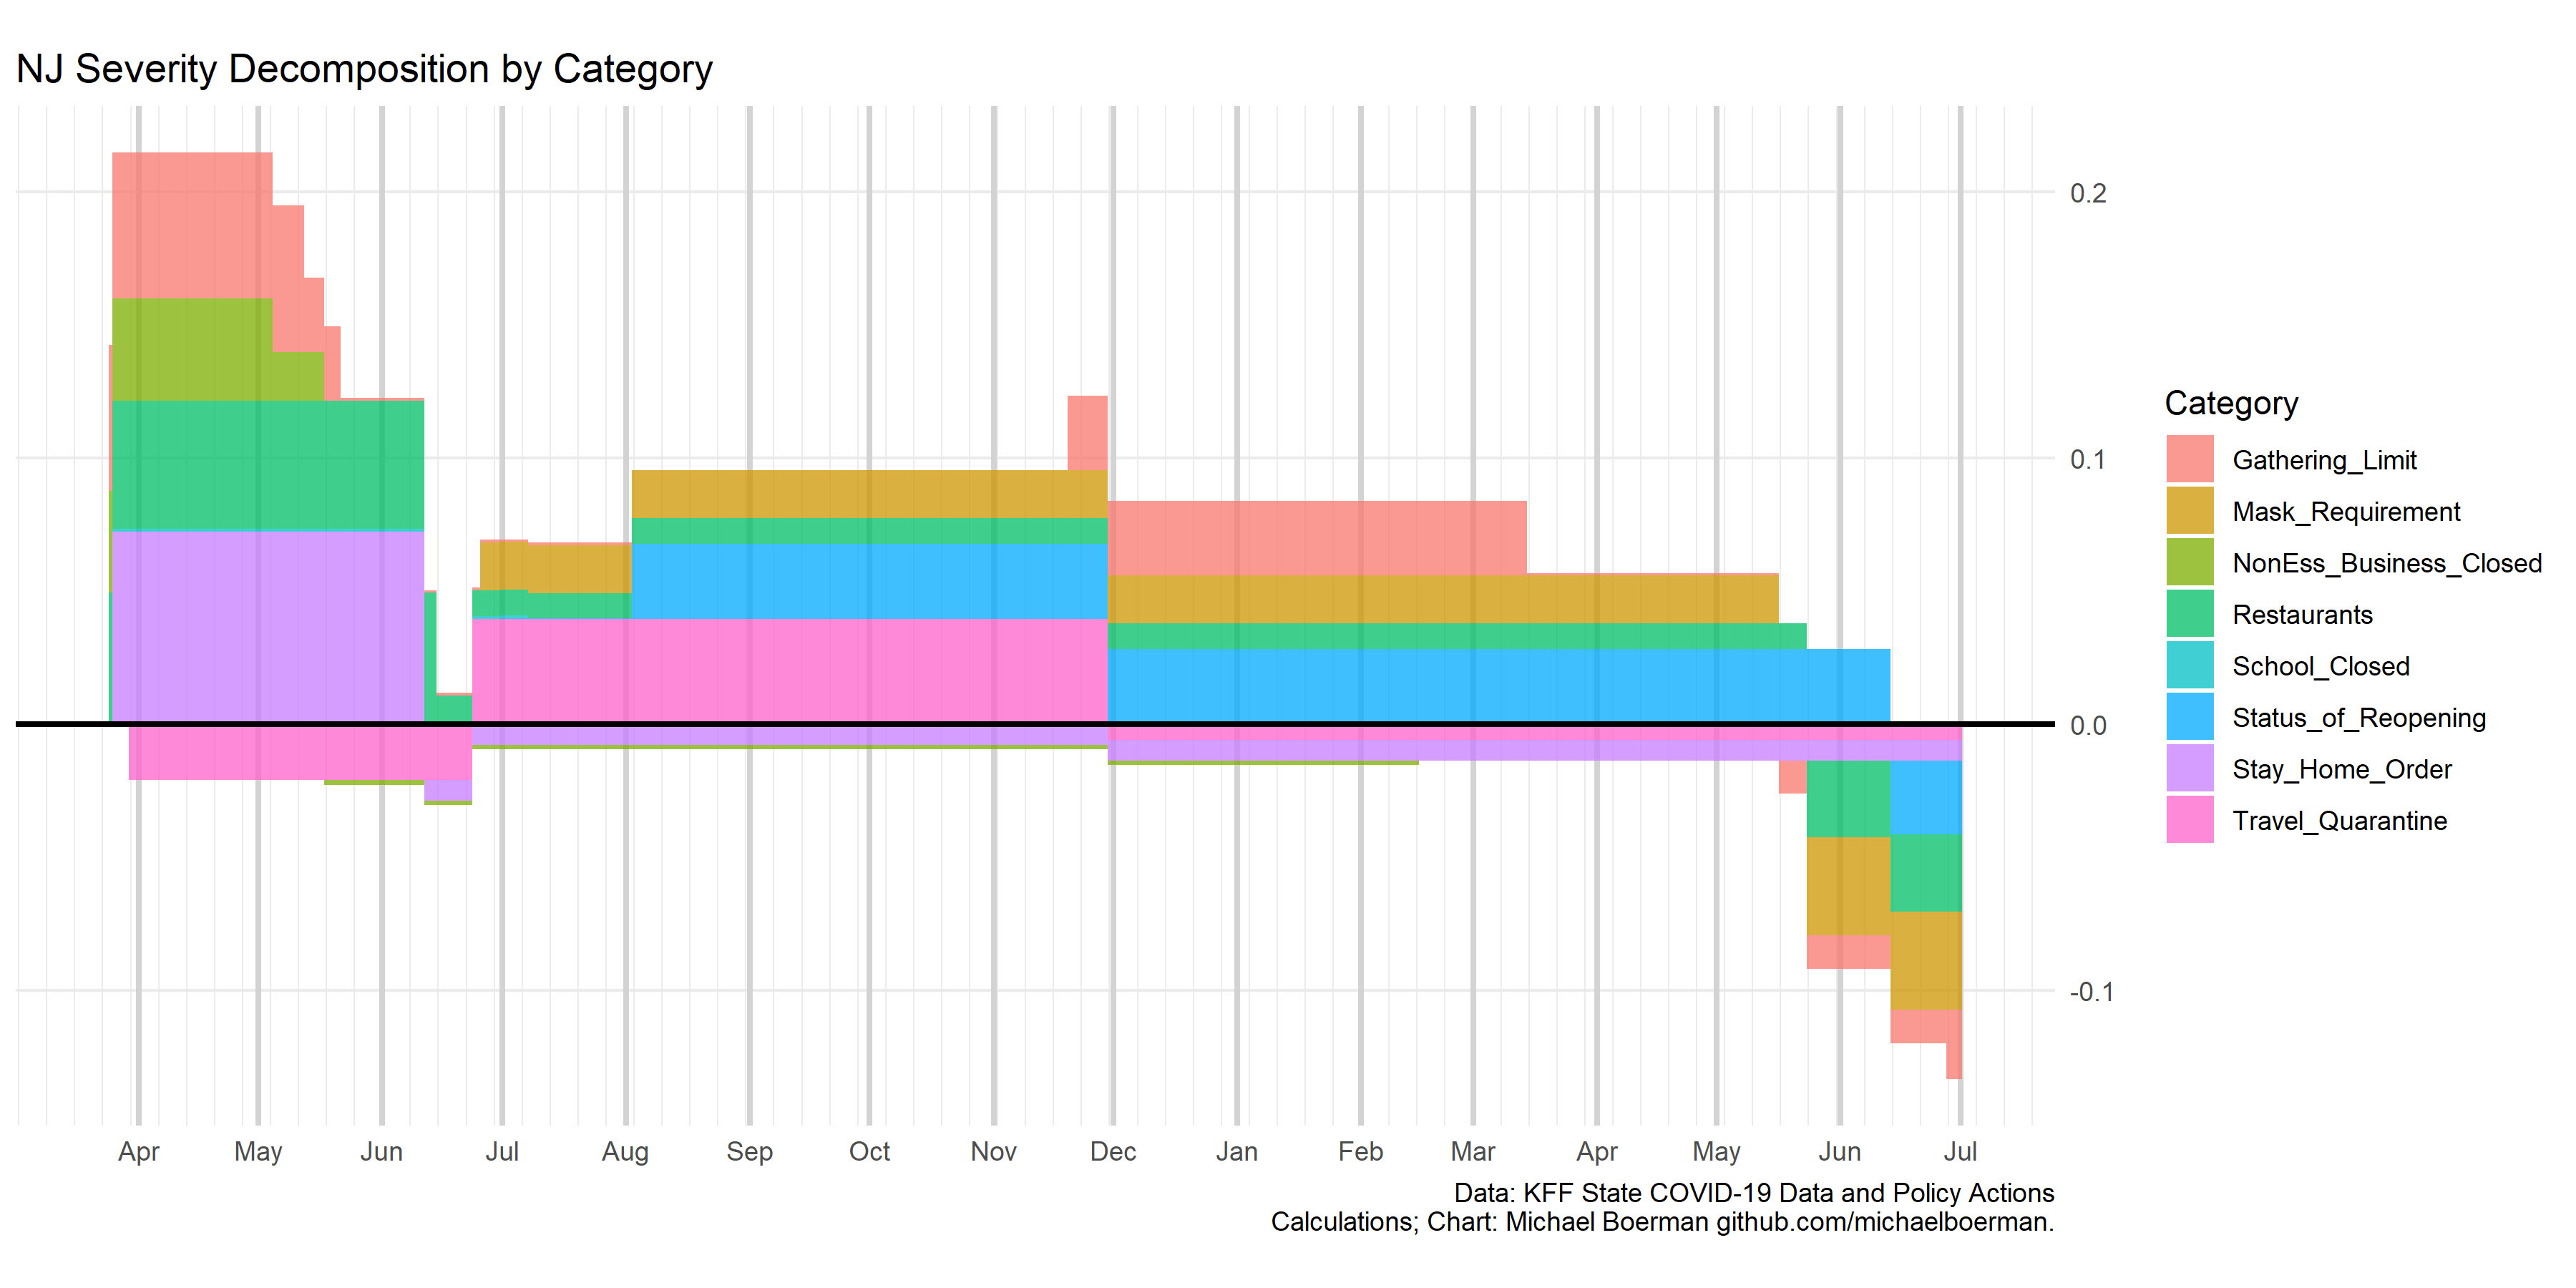 NJ Severity Decomposition by Category
0.2
0.1
0.0
-0.1
Apr May Jun Jul Aug Sep Oct Nov Dec Jan Feb Mar Apr May Jun Jul
Data: KFF State COVID-19 Data and Policy Actions
Calculations; Chart: Michael Boerman github.com/michaelboerman.
Category
Gathering_Limit
Mask_Requirement
NonEss_Business_Closed
Restaurants
School_Closed
Status_of_Reopening
Stay_Home_Order
Travel_Quarantine